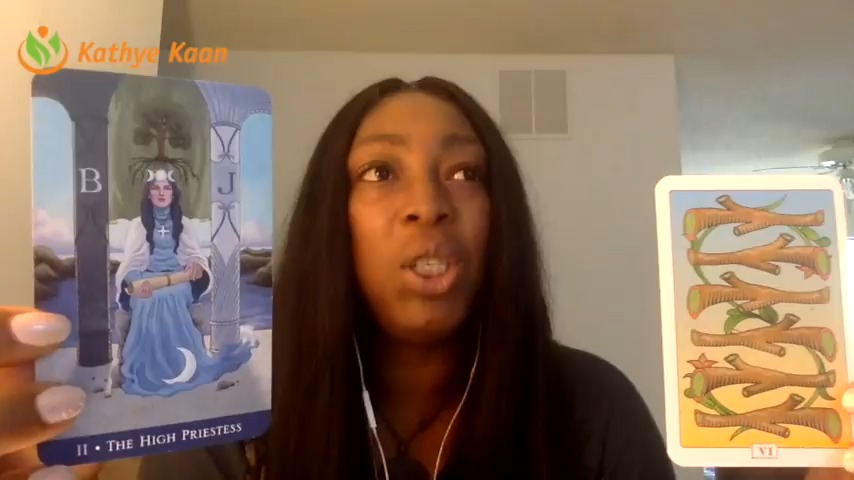 Kathye Kaan
B
J
II • THE HIGH PRIESTESS
VI